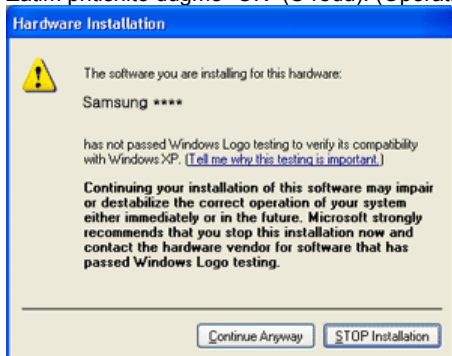 Hardware Installation
The software you are installing for this hardware:
Samsung ****
has not passed Windows Logo testing to verify its compatibility
with Windows XP. (Tell me why this testing is important.)
Continuing your installation of this software may impair
or destabilize the correct operation of your system
either immediately or in the future. Microsoft strongly
recommends that you stop this installation now and
contact the hardware vendor for software that has
passed Windows Logo testing.
Continue Anyway
STOP Installation